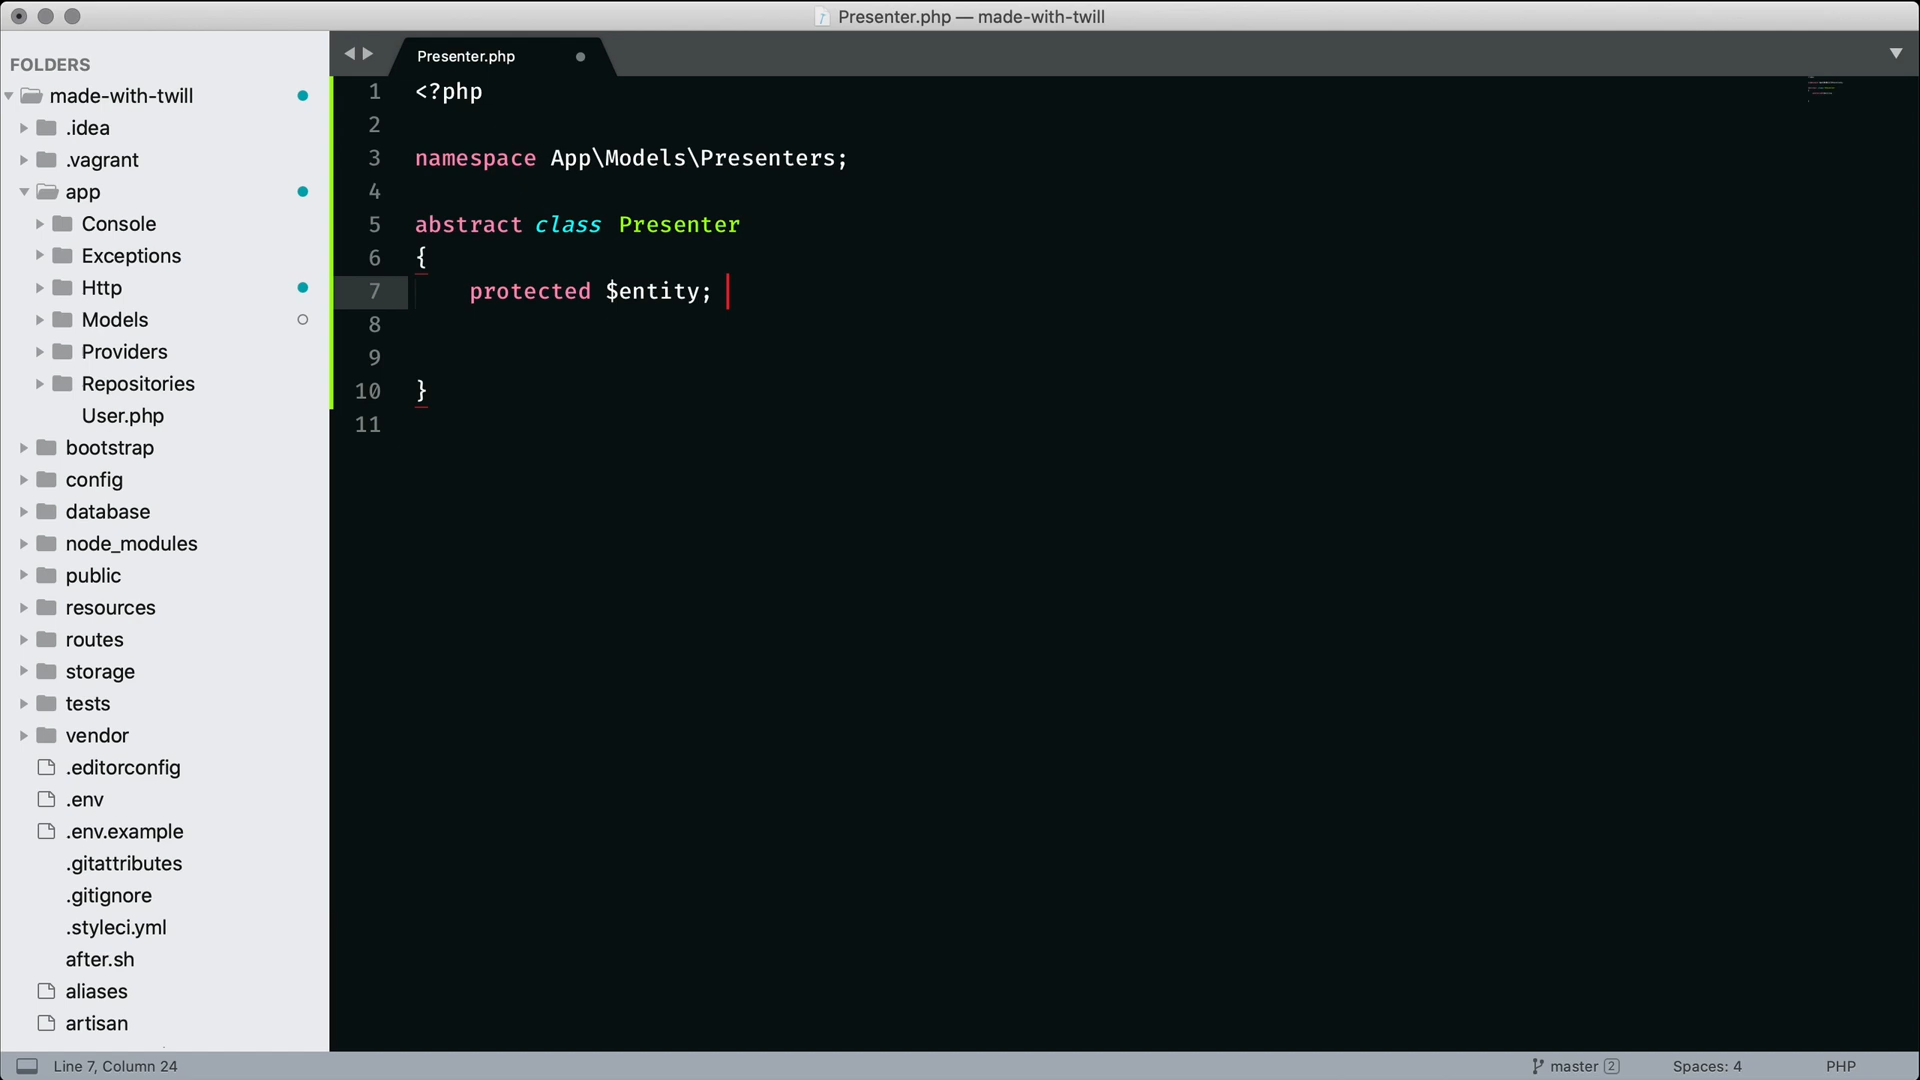 Presenter.php — made-with-twill
FOLDERS
made-with-twill
.idea
.vagrant
app
Console
Exceptions
Http
Models
Providers
Repositories
User.php
bootstrap
config
database
node_modules
public
resources
routes
storage
tests
vendor
.editorconfig
.env
.env.example
.gitattributes
.gitignore
.styleci.yml
after.sh
aliases
artisan
Presenter.php
1 <?php
2
3 namespace App\Models\Presenters;
4
5 abstract class Presenter
6 {
7 protected $entity;
8
9
10 }
11
Line 7, Column 24
master 2
Spaces: 4
PHP